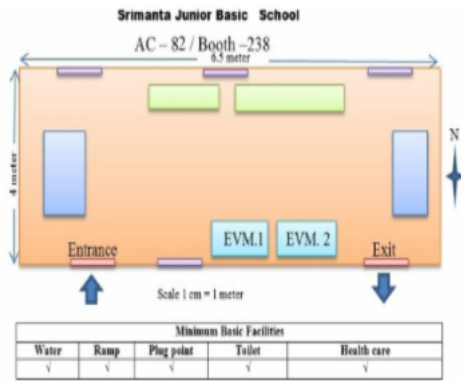 Srimanta Junior Basic School
AC – 82 / Booth –238
6.5 meter
N
4 meter
EVM.1 EVM. 2
Entrance Exit
Scale 1 cm = 1 meter
Minimum Basic Facilities
Water Ramp Plug point Toilet Health care
√ √ √ √ √